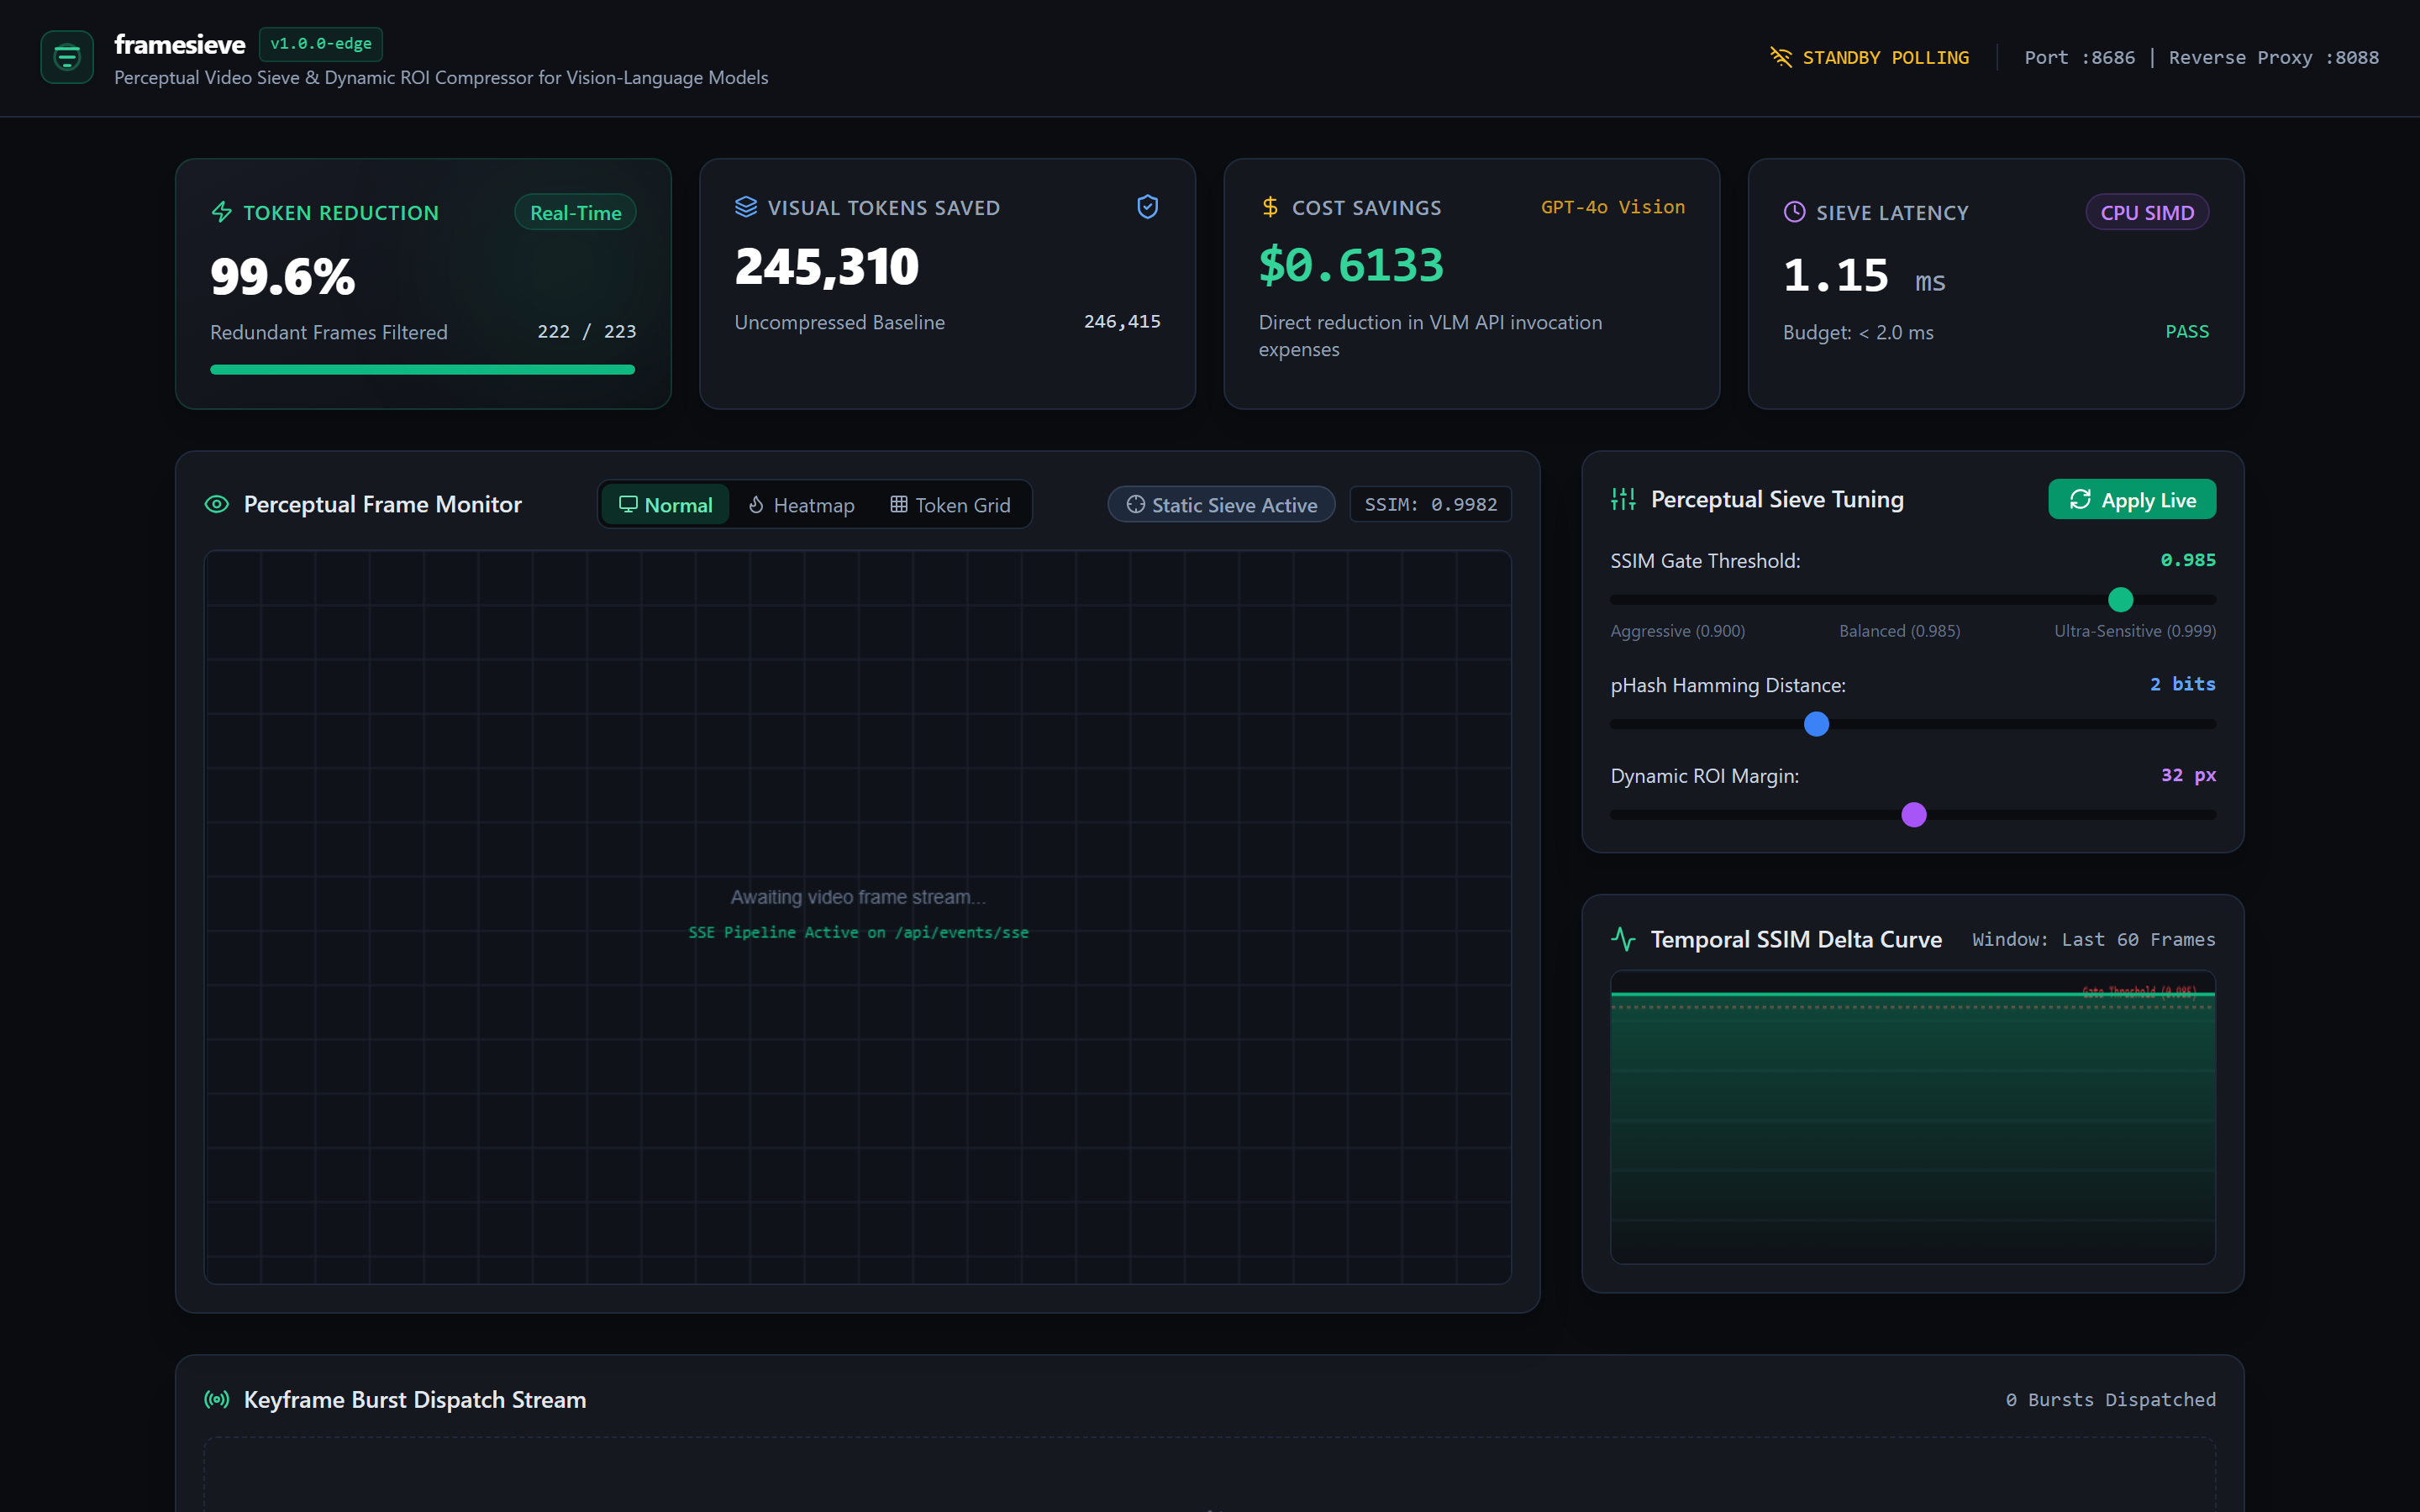 framesieve
v1.0.0-edge
Perceptual Video Sieve & Dynamic ROI Compressor for Vision-Language Models
STANDBY POLLING
Port :8686 | Reverse Proxy :8088
TOKEN REDUCTION
Real-Time
99.6%
Redundant Frames Filtered
222 / 223
VISUAL TOKENS SAVED
245,310
Uncompressed Baseline
246,415
COST SAVINGS
GPT-4o Vision
$0.6133
Direct reduction in VLM API invocation
expenses
SIEVE LATENCY
CPU SIMD
1.15 ms
Budget: < 2.0 ms
PASS
Perceptual Frame Monitor
Normal
Heatmap
Token Grid
Static Sieve Active
SSIM: 0.9982
Awaiting video frame stream...
SSE Pipeline Active on /api/events/sse
Perceptual Sieve Tuning
Apply Live
SSIM Gate Threshold:
0.985
Aggressive (0.900)
Balanced (0.985)
Ultra-Sensitive (0.999)
pHash Hamming Distance:
2 bits
Dynamic ROI Margin:
32 px
Temporal SSIM Delta Curve
Window: Last 60 Frames
Gate Threshold (0.985)
Keyframe Burst Dispatch Stream
0 Bursts Dispatched